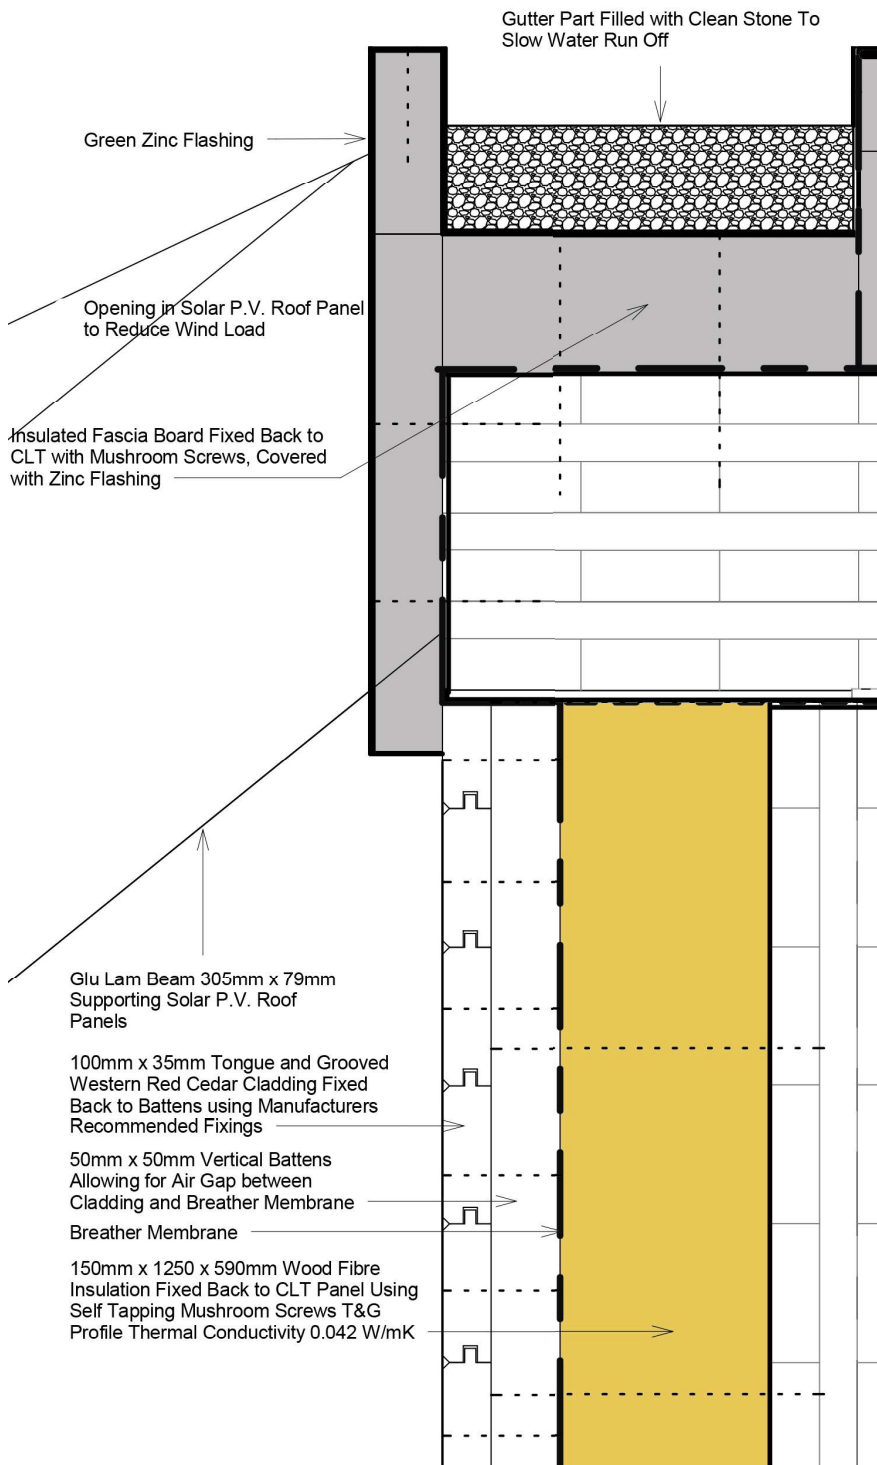 Gutter Part Filled with Clean Stone To
Slow Water Run Off
Green Zinc Flashing
Opening in Solar P.V. Roof Panel
to Reduce Wind Load
Insulated Fascia Board Fixed Back to
CLT with Mushroom Screws, Covered
with Zinc Flashing
Glu Lam Beam 305mm x 79mm
Supporting Solar P.V. Roof
Panels
100mm x 35mm Tongue and Grooved
Western Red Cedar Cladding Fixed
Back to Battens using Manufacturers
Recommended Fixings
50mm x 50mm Vertical Battens
Allowing for Air Gap between
Cladding and Breather Membrane
Breather Membrane
150mm x 1250 x 590mm Wood Fibre
Insulation Fixed Back to CLT Panel Using
Self Tapping Mushroom Screws T&G
Profile Thermal Conductivity 0.042 W/mK